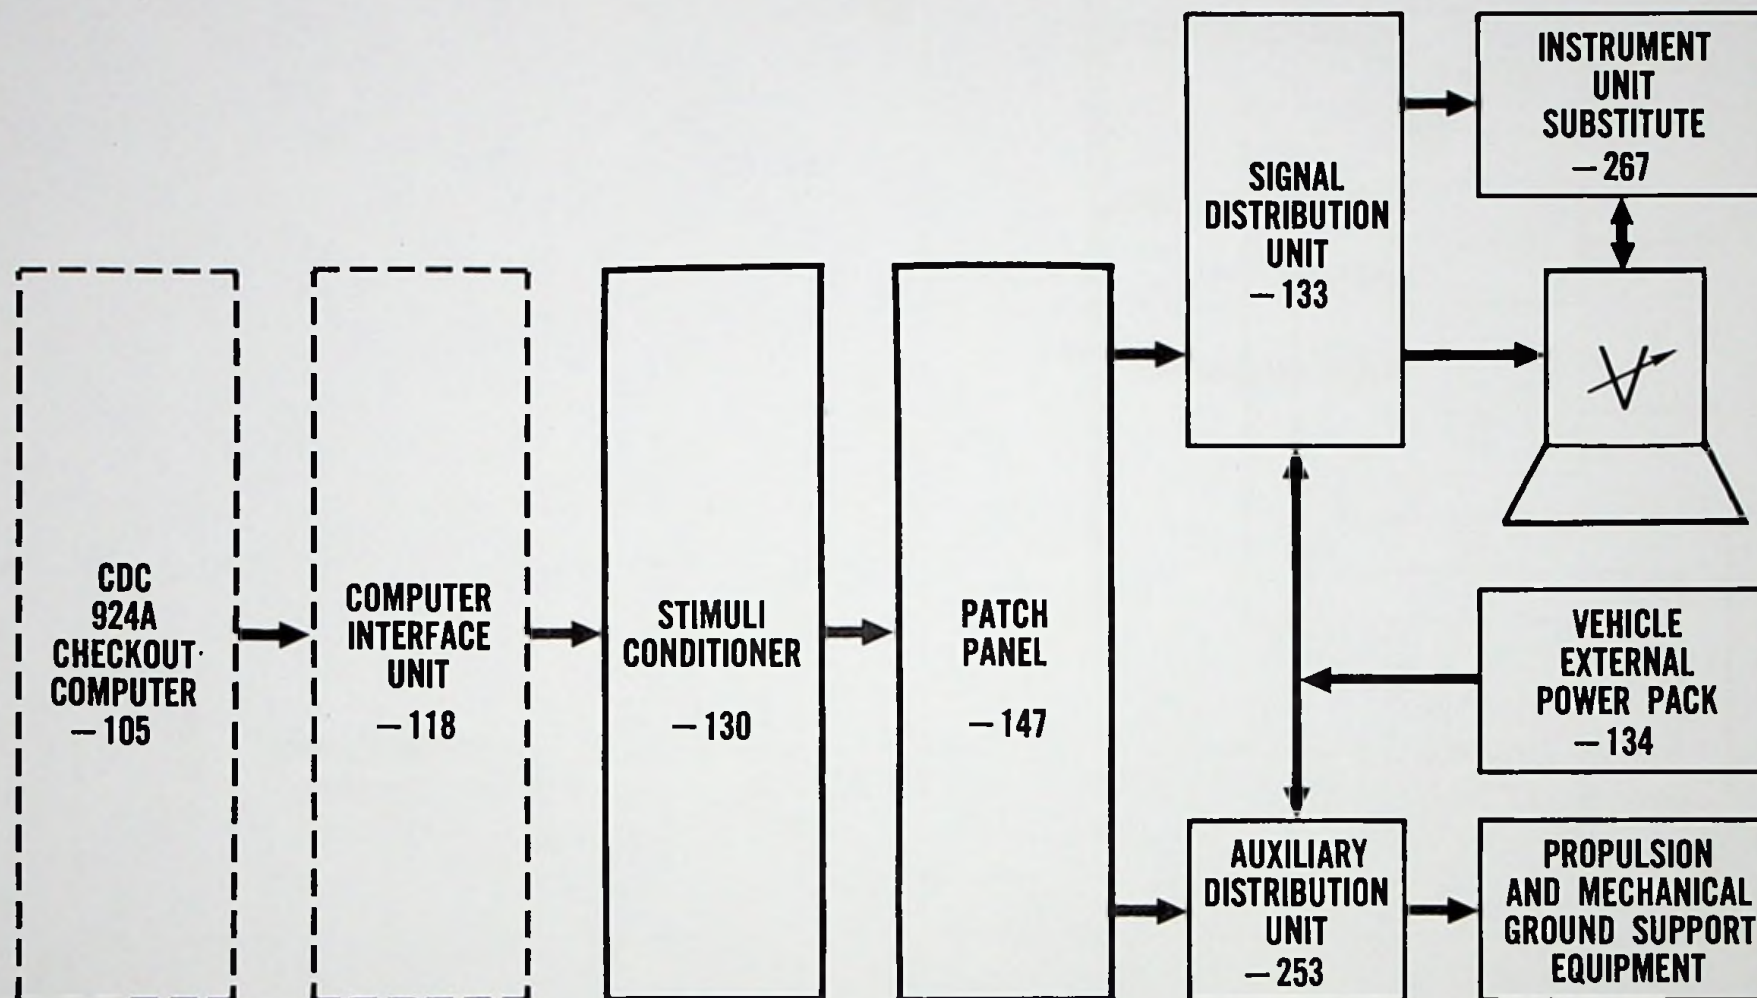 CDC
924A
CHECKOUT
COMPUTER
—105
COMPUTER
INTERFACE
UNIT
—118
STIMULI
CONDITIONER
—130
PATCH
PANEL
—147
SIGNAL
DISTRIBUTION
UNIT
—133
INSTRUMENT
UNIT
SUBSTITUTE
—267
V
VEHICLE
EXTERNAL
POWER PACK
—134
AUXILIARY
DISTRIBUTION
UNIT
—253
PROPULSION
AND MECHANICAL
GROUND SUPPORT
EQUIPMENT